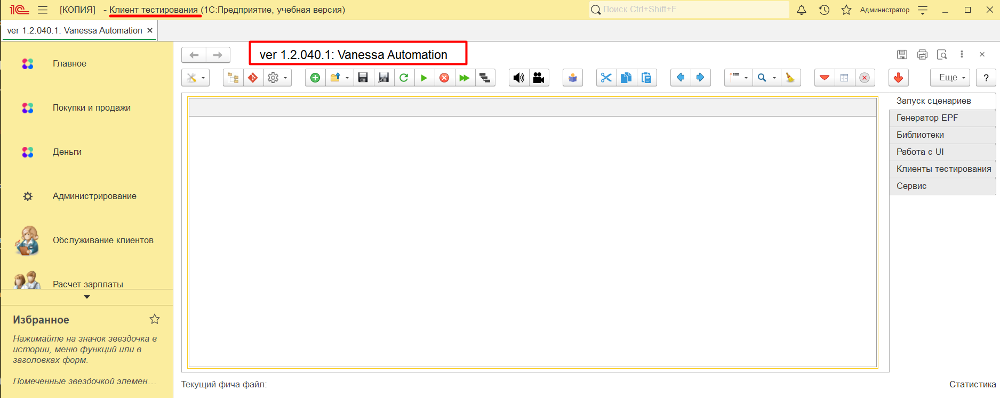 [КОПИЯ] - Клиент тестирования (1С:Предприятие, учебная версия)
Поиск Ctrl+Shift+F
Администратор
ver 1.2.040.1: Vanessa Automation
ver 1.2.040.1: Vanessa Automation
Еще
?
Главное
Покупки и продажи
Деньги
Администрирование
Обслуживание клиентов
Расчет зарплаты
Избранное
Нажимайте на значок звездочка в
истории, меню функций или в
заголовках форм.
Помеченные звездочкой элемен…
Запуск сценариев
Генератор EPF
Библиотеки
Работа с UI
Клиенты тестирования
Сервис
Текущий фича файл:
Статистика